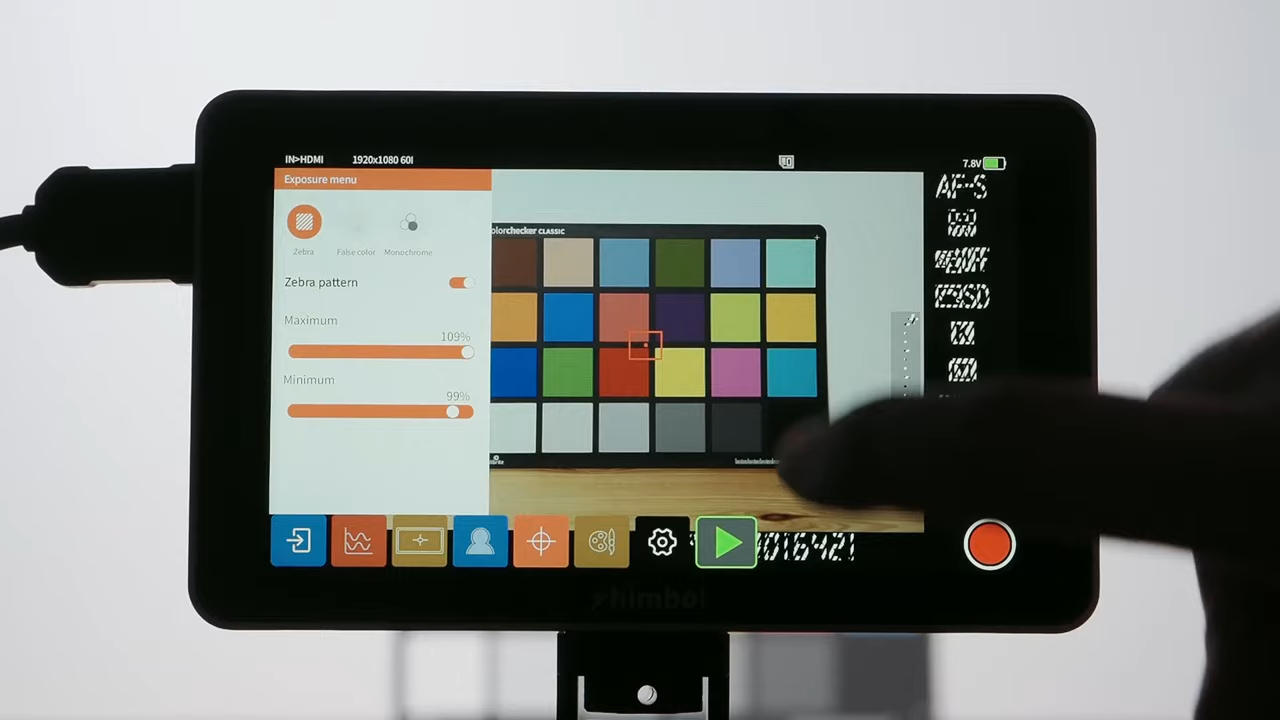 IN>HDMI 1920x1080 60I
7.8V
Exposure menu
AF-S
Zebra False color Monochrome
Zebra pattern
Maximum
109%
Minimum
99%
colorchecker CLASSIC
himbol